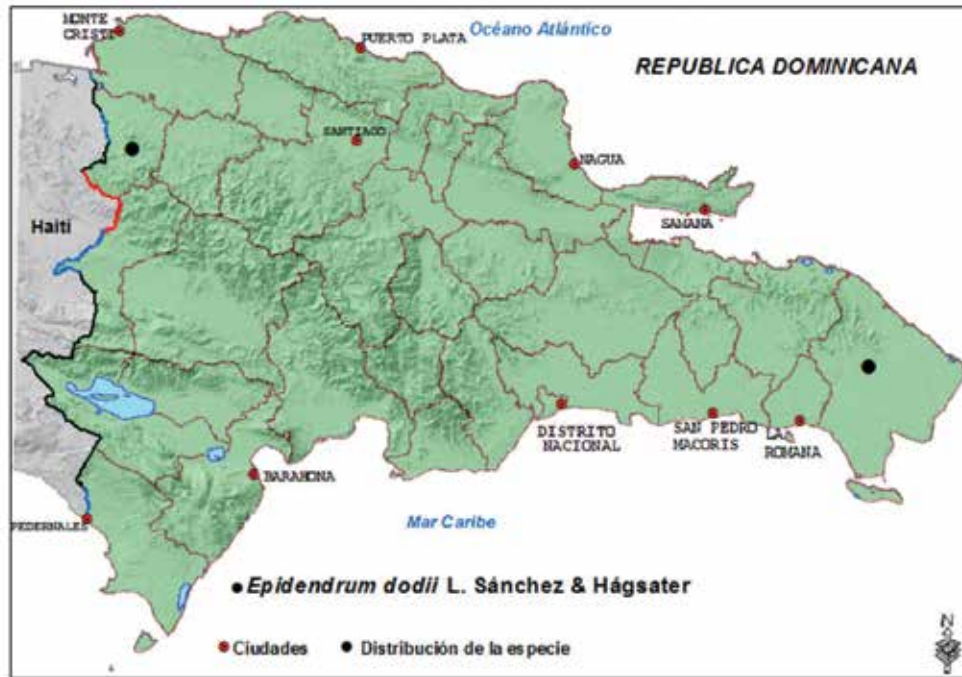 MONTE
CRISTI
PUERTO PLATA
Océano Atlántico
REPUBLICA DOMINICANA
SANTIAGO
NAGUA
Haití
SAMANA
DISTRITO
NACIONAL
SAN PEDRO
MACORIS
LA
ROMANA
BARAHONA
PEDERNALES
Mar Caribe
Epidendrum dodii L. Sánchez & Hágsater
Ciudades
Distribución de la especie
N